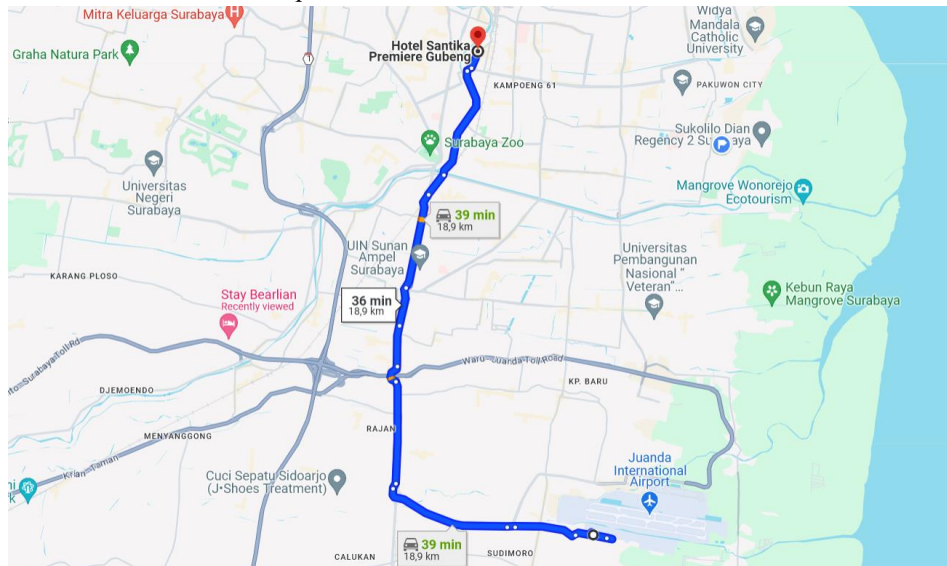 Mitra Keluarga Surabaya
H
Widya
Mandala
Catholic
University
Graha Natura Park
Hotel Santika
Premiere Gubeng
1
KAMPOENG 61
PAKUWON CITY
Surabaya Zoo
Sukolilo Dian
Regency 2
Universitas
Negeri
Surabaya
Mangrove Wonorejo
Ecotourism
39 min
18,9 km
UIN Sunan
Ampel
Surabaya
Universitas
Pembangunan
Nasional "
Veteran"...
KARANG PLOSO
Stay Bearlian
Recently viewed
36 min
18,9 km
Kebun Raya
Mangrove Surabaya
Toll Road
DJEMOENDO
KP. BARU
RAJAN
MENYANGGONG
Krian Taman
Cuci Sepatu Sidoarjo
(J•Shoes Treatment)
Juanda
International
Airport
39 min
18,9 km
CALUKAN
SUDIMORO